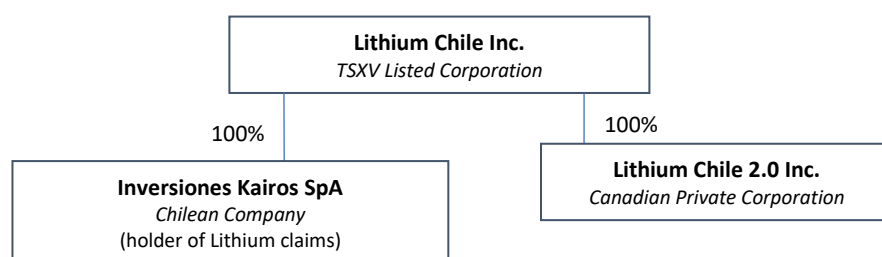 Lithium Chile Inc.
TSXV Listed Corporation
100%
100%
Inversiones Kairos SpA
Chilean Company
(holder of Lithium claims)
Lithium Chile 2.0 Inc.
Canadian Private Corporation